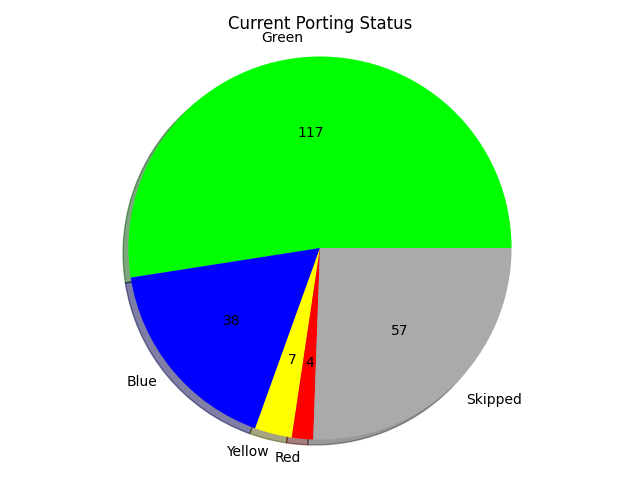 Current Porting Status
Green
117
38
7
4
57
Blue
Skipped
Yellow
Red